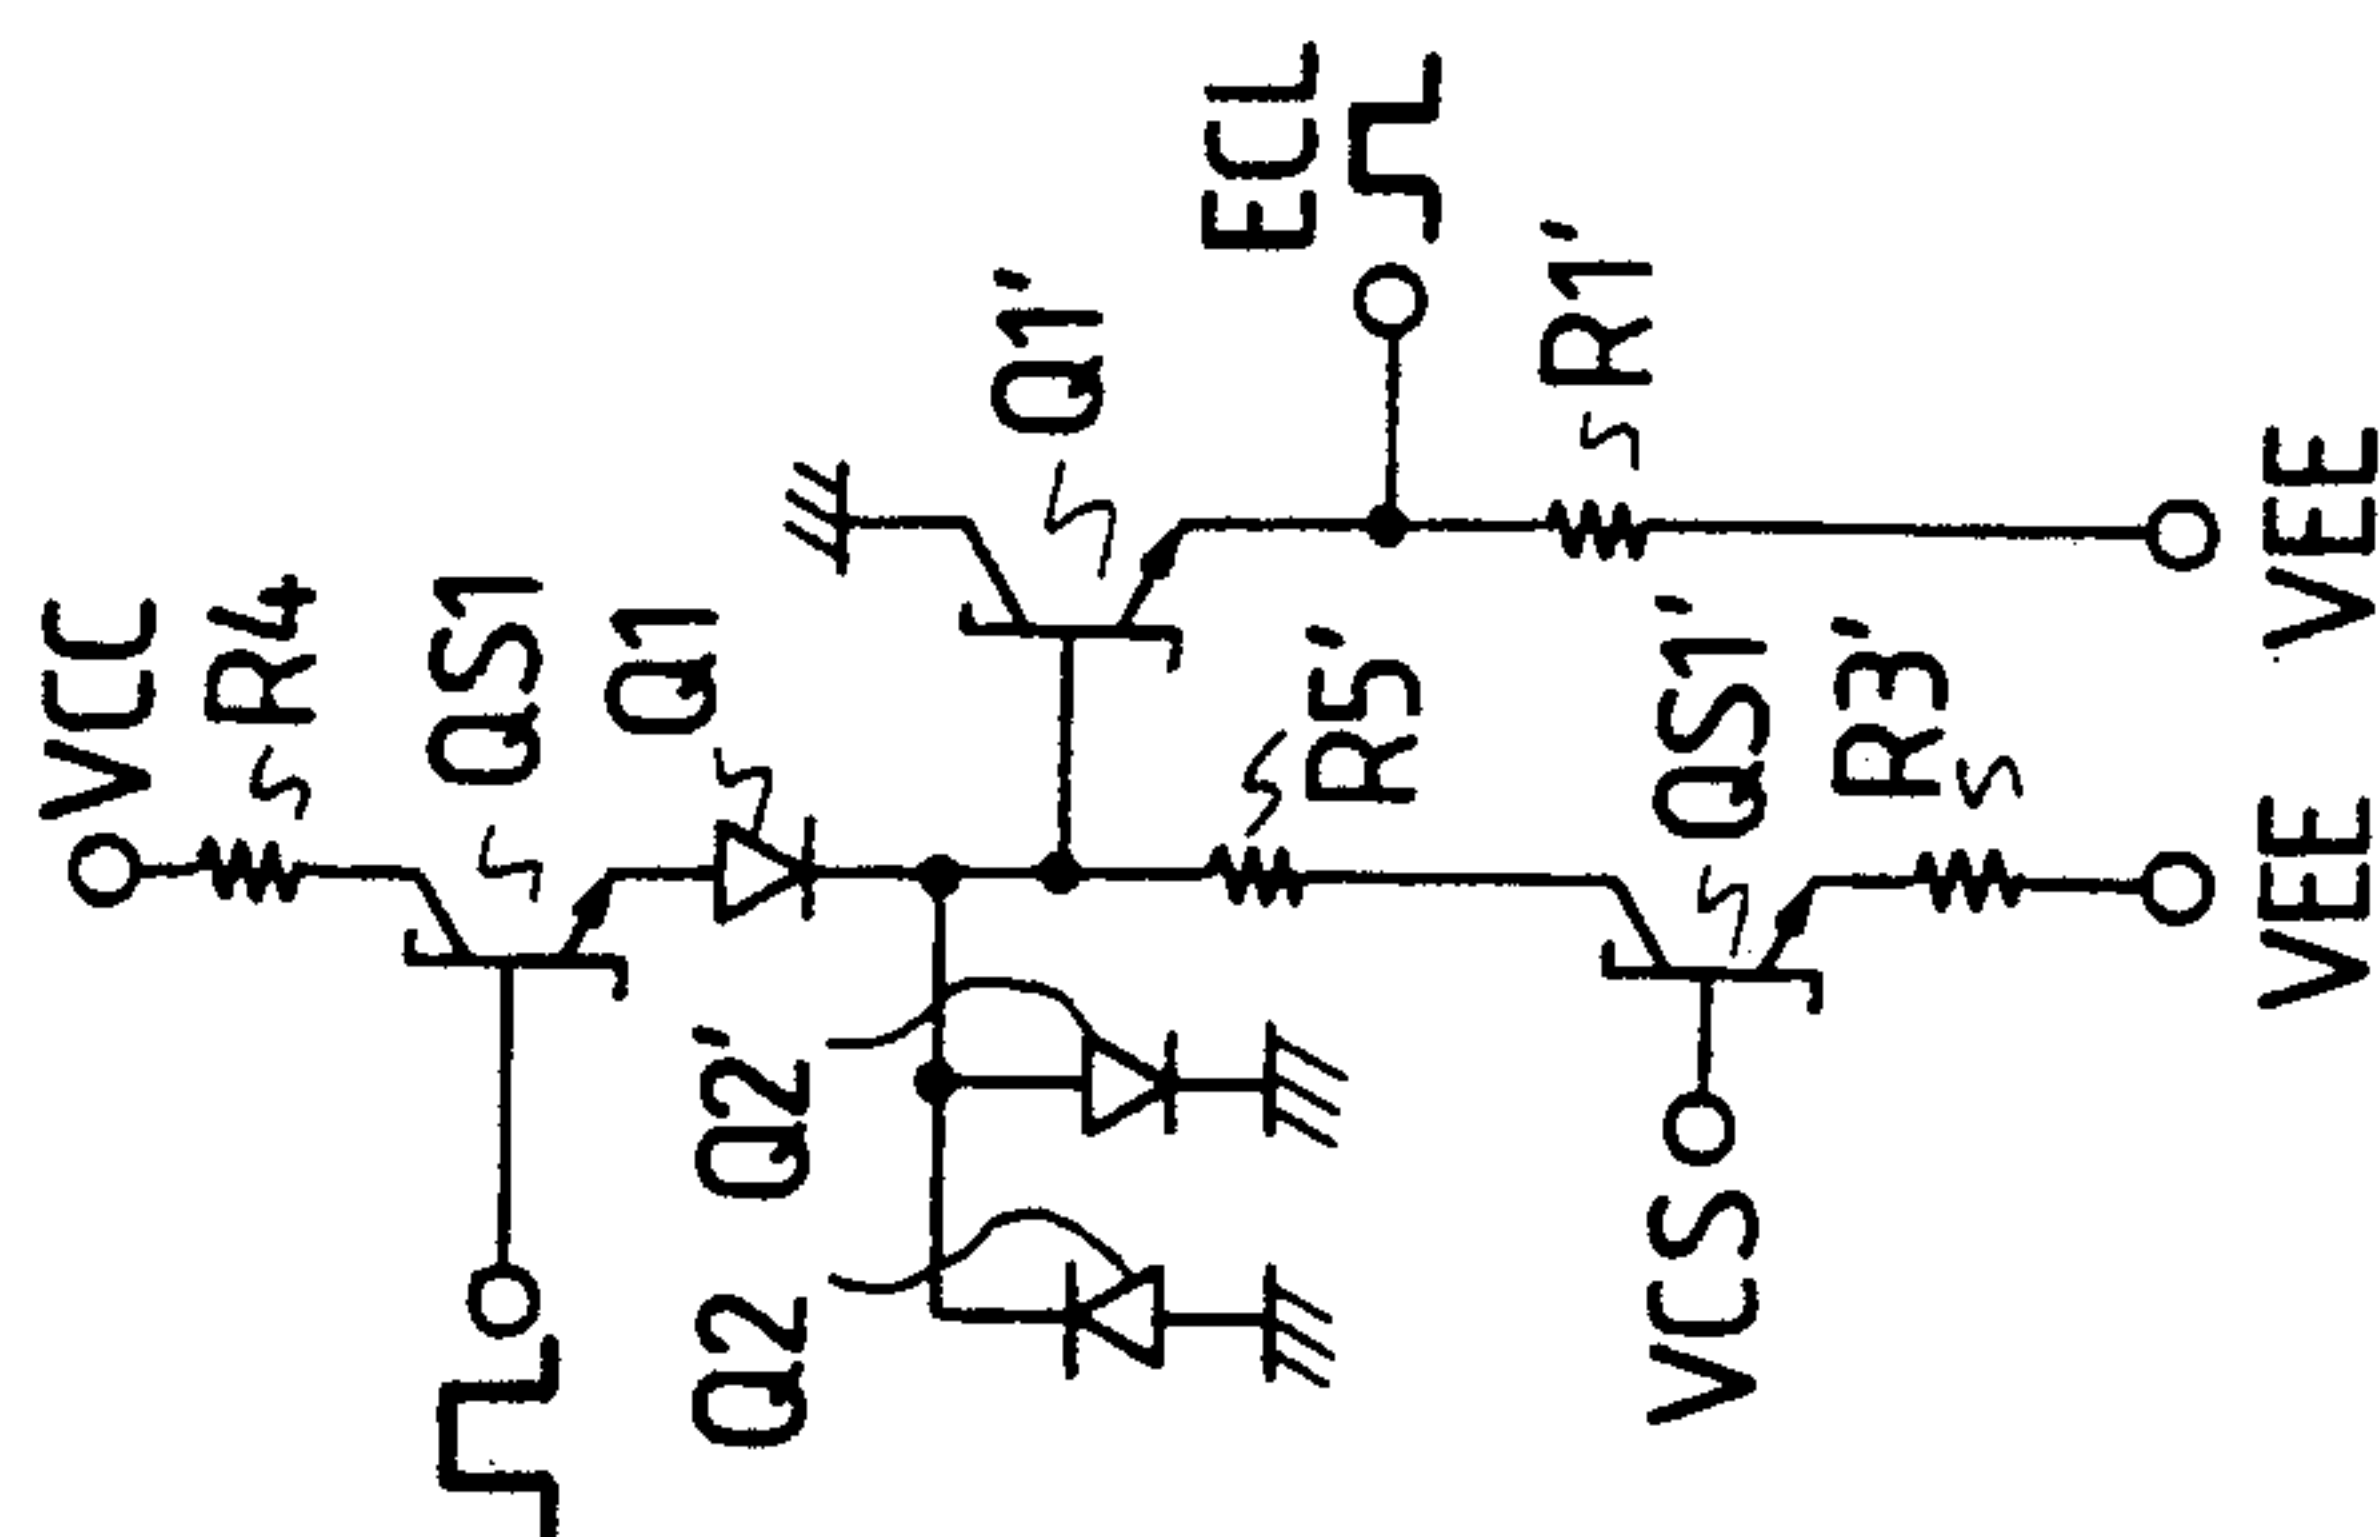 VCC
R4
QS1
Q1
Q1'
ECL
R1'
R5'
QS1'
R3'
VEE
VEE
Q2'
Q2
VCS